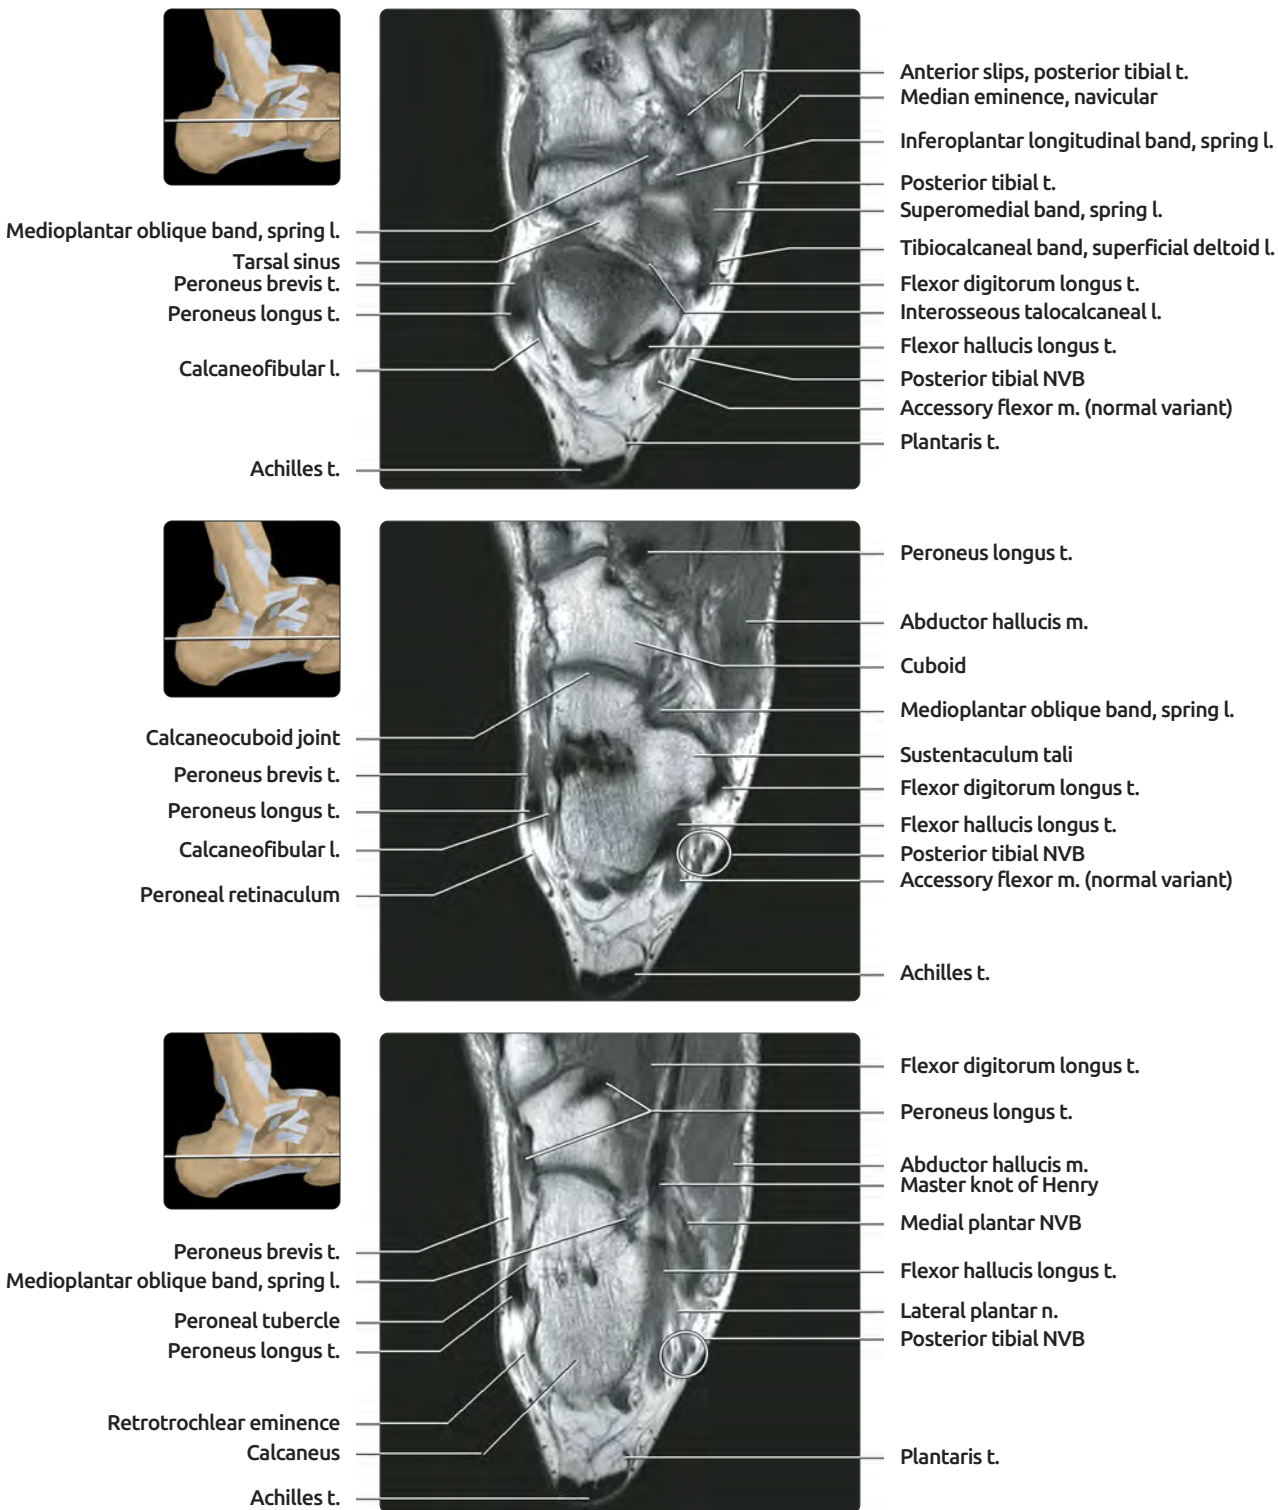 Anterior slips, posterior tibial t.
Median eminence, navicular
Inferoplantar longitudinal band, spring l.
Posterior tibial t.
Superomedial band, spring l.
Tibiocalcaneal band, superficial deltoid l.
Flexor digitorum longus t.
Interosseous talocalcaneal l.
Flexor hallucis longus t.
Posterior tibial NVB
Accessory flexor m. (normal variant)
Plantaris t.
Medioplantar oblique band, spring l.
Tarsal sinus
Peroneus brevis t.
Peroneus longus t.
Calcaneofibular l.
Achilles t.
Peroneus longus t.
Abductor hallucis m.
Cuboid
Medioplantar oblique band, spring l.
Sustentaculum tali
Flexor digitorum longus t.
Flexor hallucis longus t.
Posterior tibial NVB
Accessory flexor m. (normal variant)
Achilles t.
Calcaneocuboid joint
Peroneus brevis t.
Peroneus longus t.
Calcaneofibular l.
Peroneal retinaculum
Flexor digitorum longus t.
Peroneus longus t.
Abductor hallucis m.
Master knot of Henry
Medial plantar NVB
Flexor hallucis longus t.
Lateral plantar n.
Posterior tibial NVB
Plantaris t.
Peroneus brevis t.
Medioplantar oblique band, spring l.
Peroneal tubercle
Peroneus longus t.
Retrotrochlear eminence
Calcaneus
Achilles t.